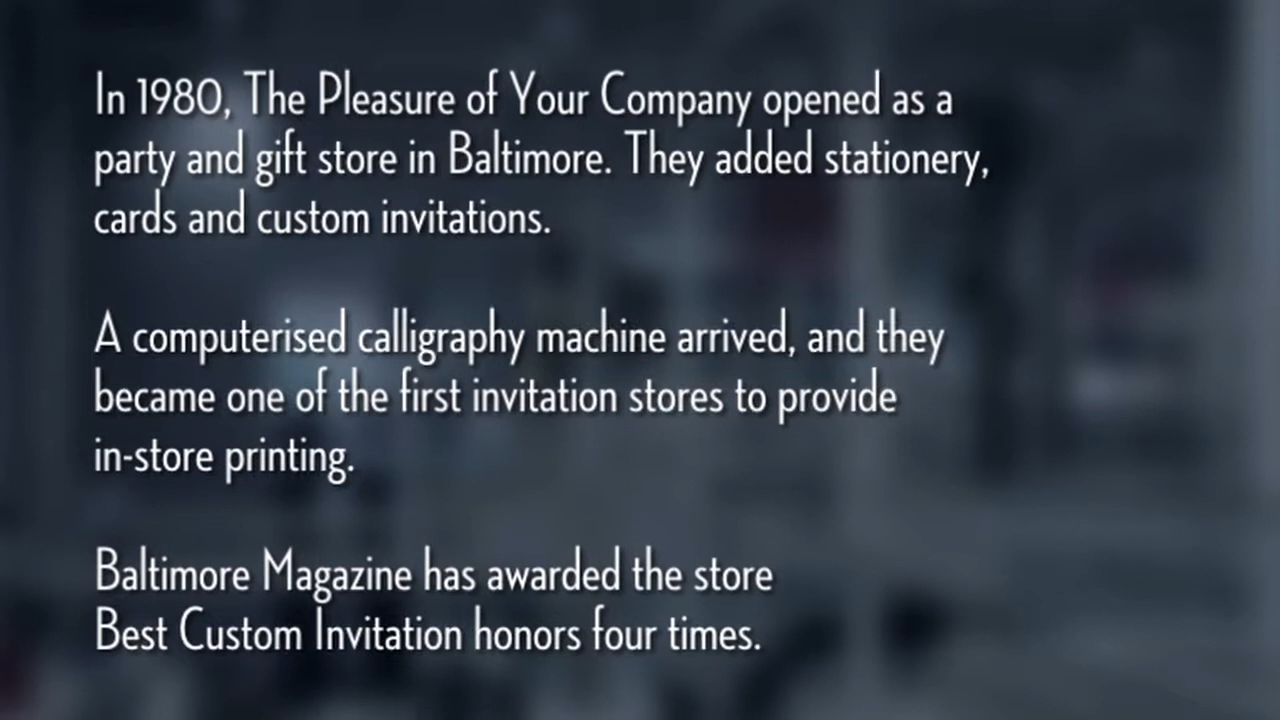 In 1980, The Pleasure of Your Company opened as a
party and gift store in Baltimore. They added stationery,
cards and custom invitations.
A computerised calligraphy machine arrived, and they
became one of the first invitation stores to provide
in-store printing.
Baltimore Magazine has awarded the store
Best Custom Invitation honors four times.